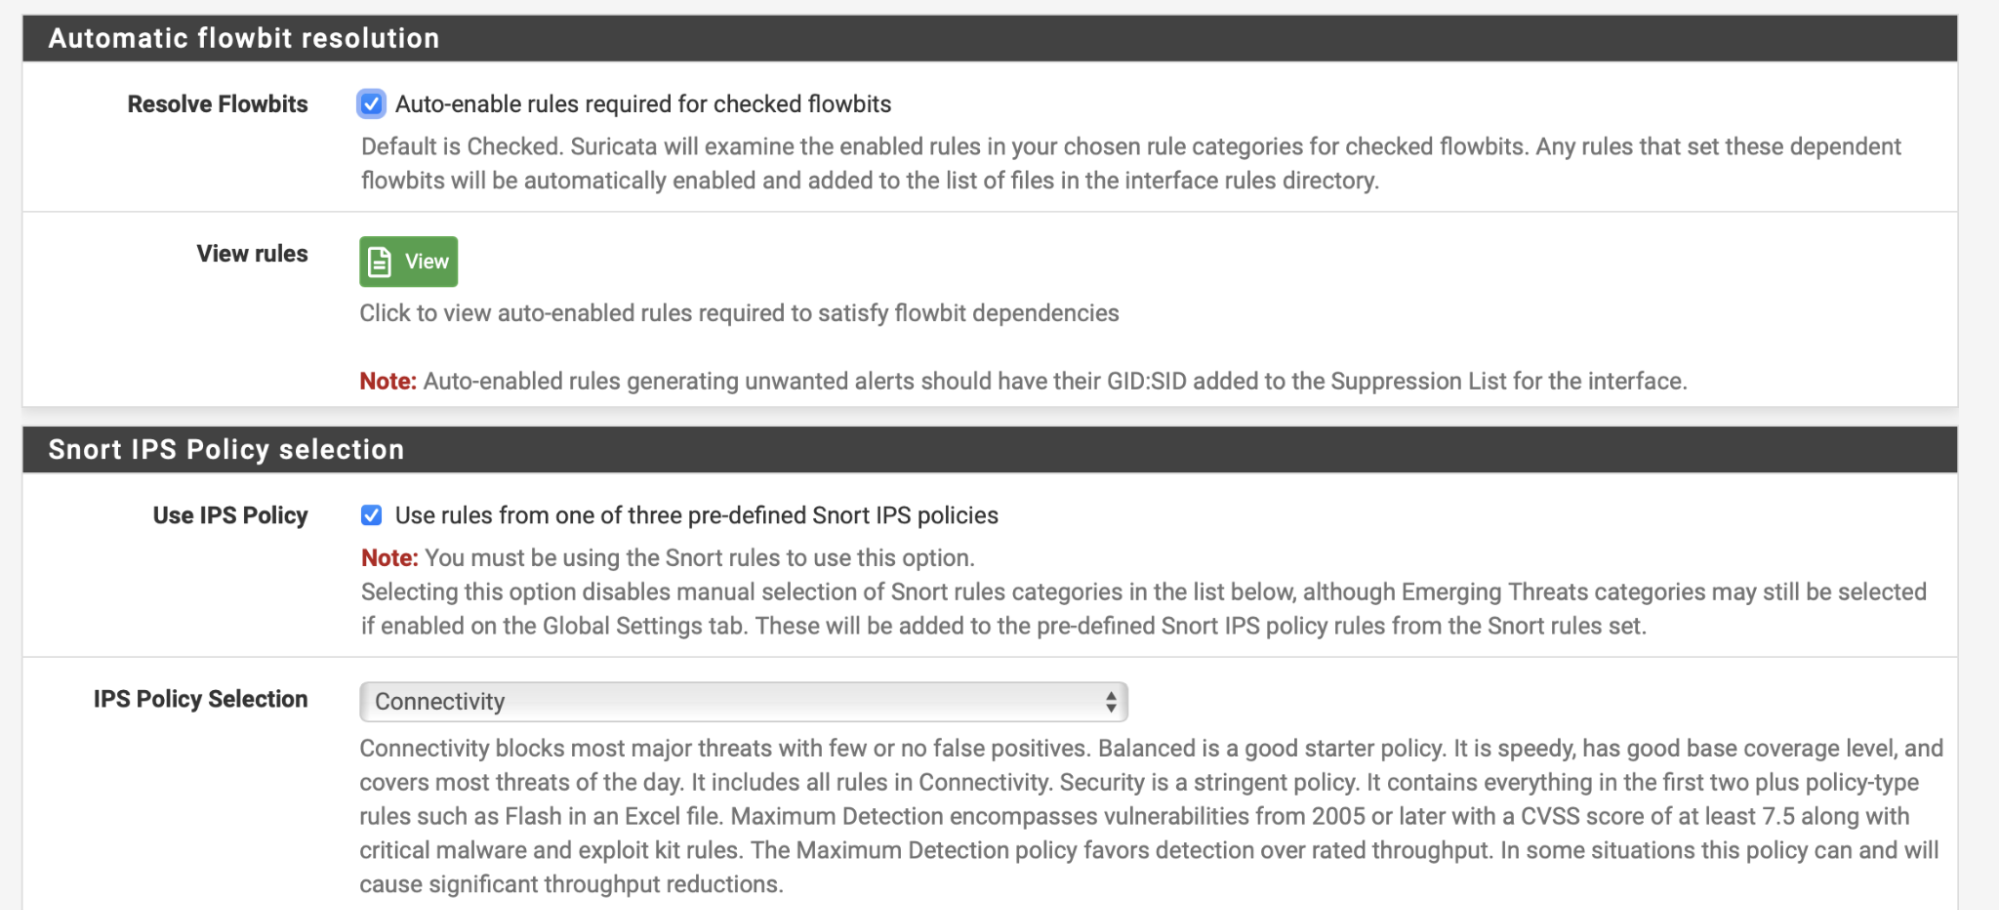 Automatic flowbit resolution
Resolve Flowbits
Auto-enable rules required for checked flowbits
Default is Checked. Suricata will examine the enabled rules in your chosen rule categories for checked flowbits. Any rules that set these dependent
flowbits will be automatically enabled and added to the list of files in the interface rules directory.
View rules
View
Click to view auto-enabled rules required to satisfy flowbit dependencies
Note: Auto-enabled rules generating unwanted alerts should have their GID:SID added to the Suppression List for the interface.
Snort IPS Policy selection
Use IPS Policy
Use rules from one of three pre-defined Snort IPS policies
Note: You must be using the Snort rules to use this option.
Selecting this option disables manual selection of Snort rules categories in the list below, although Emerging Threats categories may still be selected
if enabled on the Global Settings tab. These will be added to the pre-defined Snort IPS policy rules from the Snort rules set.
IPS Policy Selection
Connectivity
Connectivity blocks most major threats with few or no false positives. Balanced is a good starter policy. It is speedy, has good base coverage level, and
covers most threats of the day. It includes all rules in Connectivity. Security is a stringent policy. It contains everything in the first two plus policy-type
rules such as Flash in an Excel file. Maximum Detection encompasses vulnerabilities from 2005 or later with a CVSS score of at least 7.5 along with
critical malware and exploit kit rules. The Maximum Detection policy favors detection over rated throughput. In some situations this policy can and will
cause significant throughput reductions.